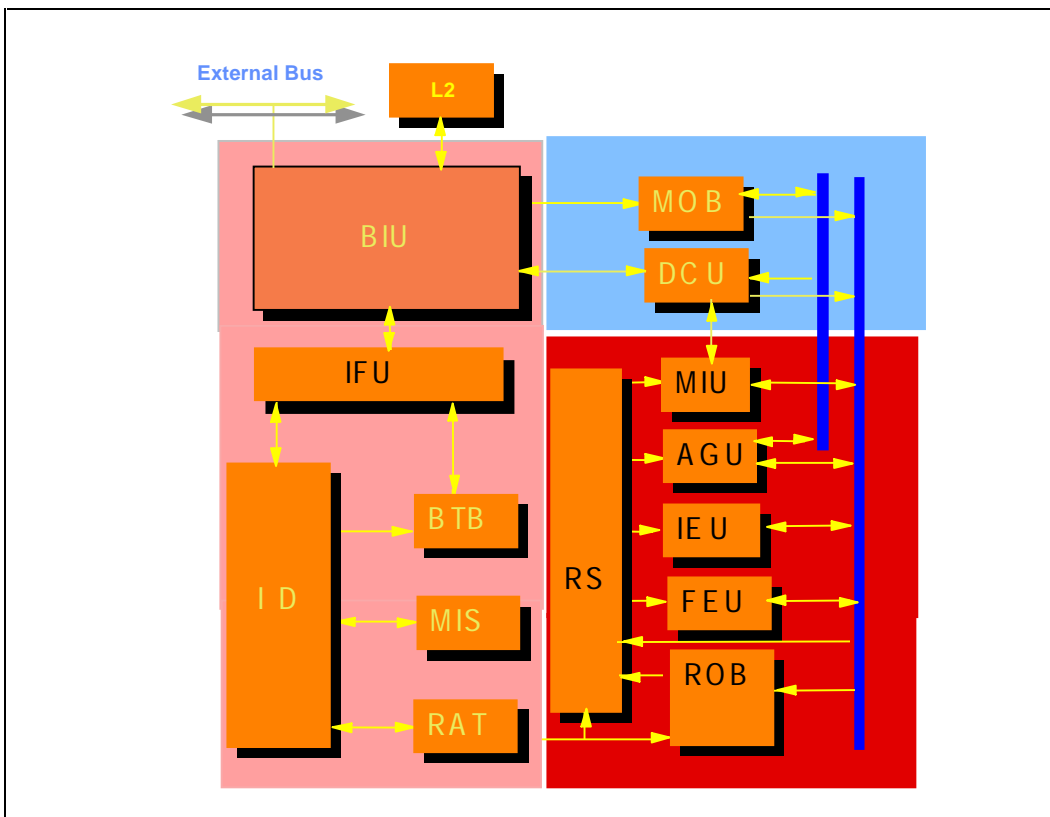 External Bus
L2
BIU
MOB
DCU
IFU
MIU
AGU
BTB
IEU
ID
RS
FEU
MIS
ROB
RAT